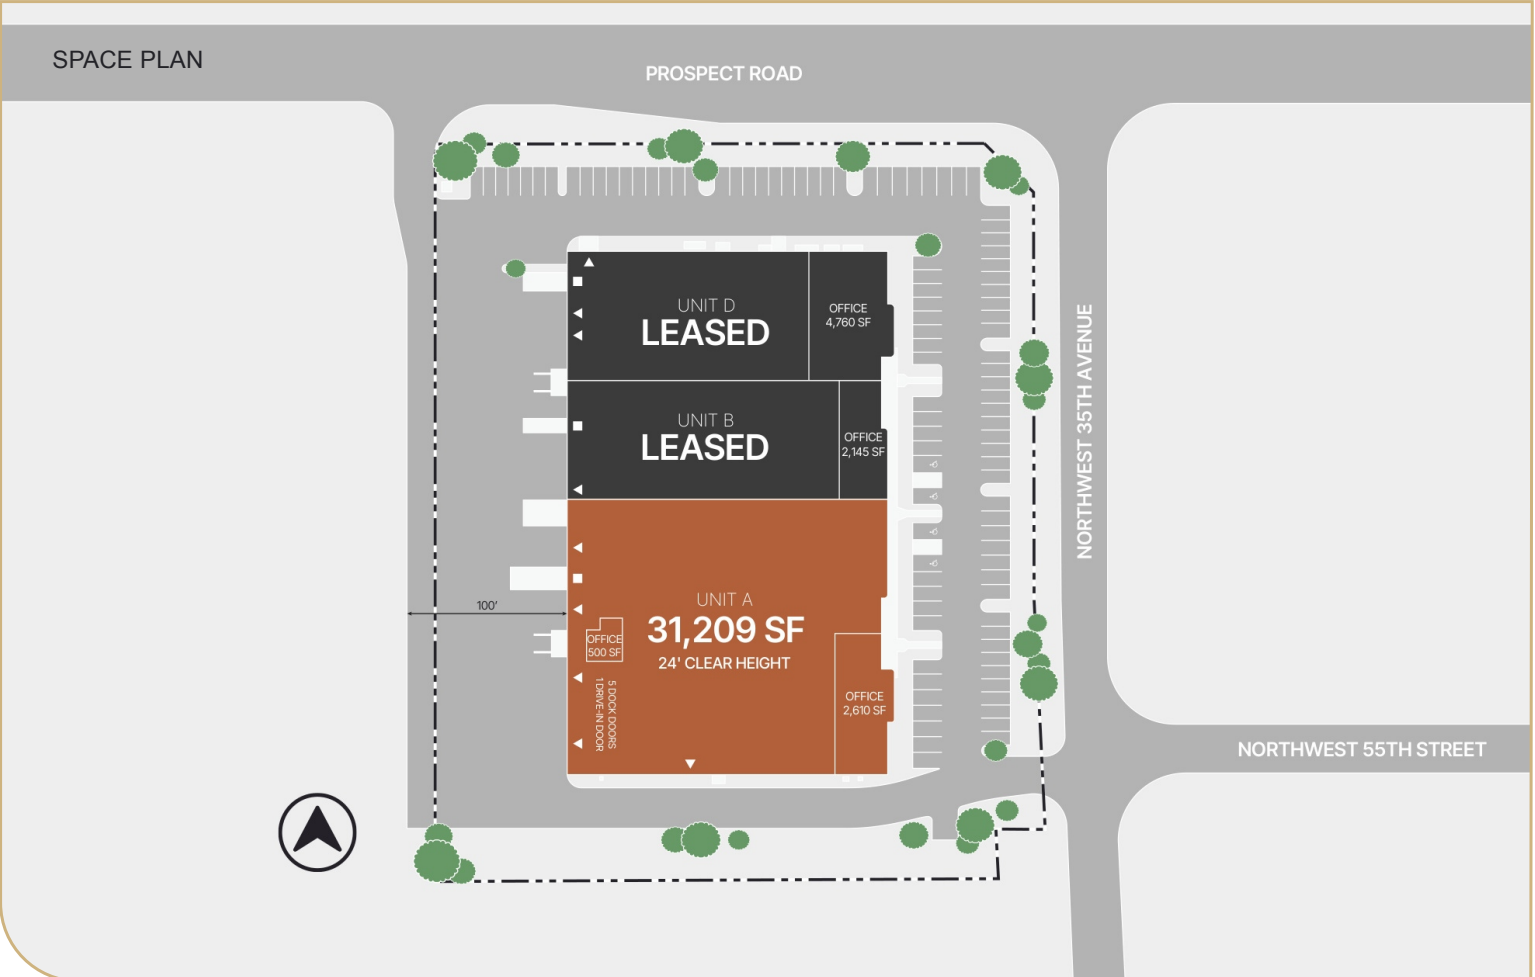 SPACE PLAN
PROSPECT ROAD
UNIT D
LEASED
OFFICE
4,760 SF
UNIT B
LEASED
OFFICE
2,145 SF
NORTHWEST 35TH AVENUE
100'
UNIT A
31,209 SF
24' CLEAR HEIGHT
OFFICE
500 SF
5 DOCK DOORS
1 DRIVE-IN DOOR
OFFICE
2,610 SF
NORTHWEST 55TH STREET